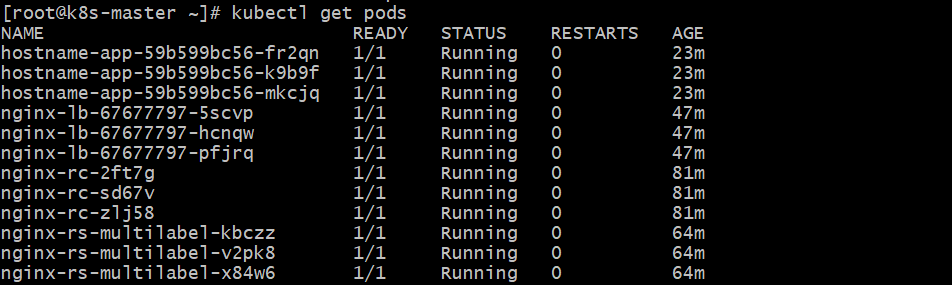 [root@k8s-master ~]# kubectl get pods
NAME READY STATUS RESTARTS AGE
hostname-app-59b599bc56-fr2qn 1/1 Running 0 23m
hostname-app-59b599bc56-k9b9f 1/1 Running 0 23m
hostname-app-59b599bc56-mkcjq 1/1 Running 0 23m
nginx-lb-67677797-5scvp 1/1 Running 0 47m
nginx-lb-67677797-hcnqw 1/1 Running 0 47m
nginx-lb-67677797-pfjrq 1/1 Running 0 47m
nginx-rc-2ft7g 1/1 Running 0 81m
nginx-rc-sd67v 1/1 Running 0 81m
nginx-rc-zlj58 1/1 Running 0 81m
nginx-rs-multilabel-kbczz 1/1 Running 0 64m
nginx-rs-multilabel-v2pk8 1/1 Running 0 64m
nginx-rs-multilabel-x84w6 1/1 Running 0 64m